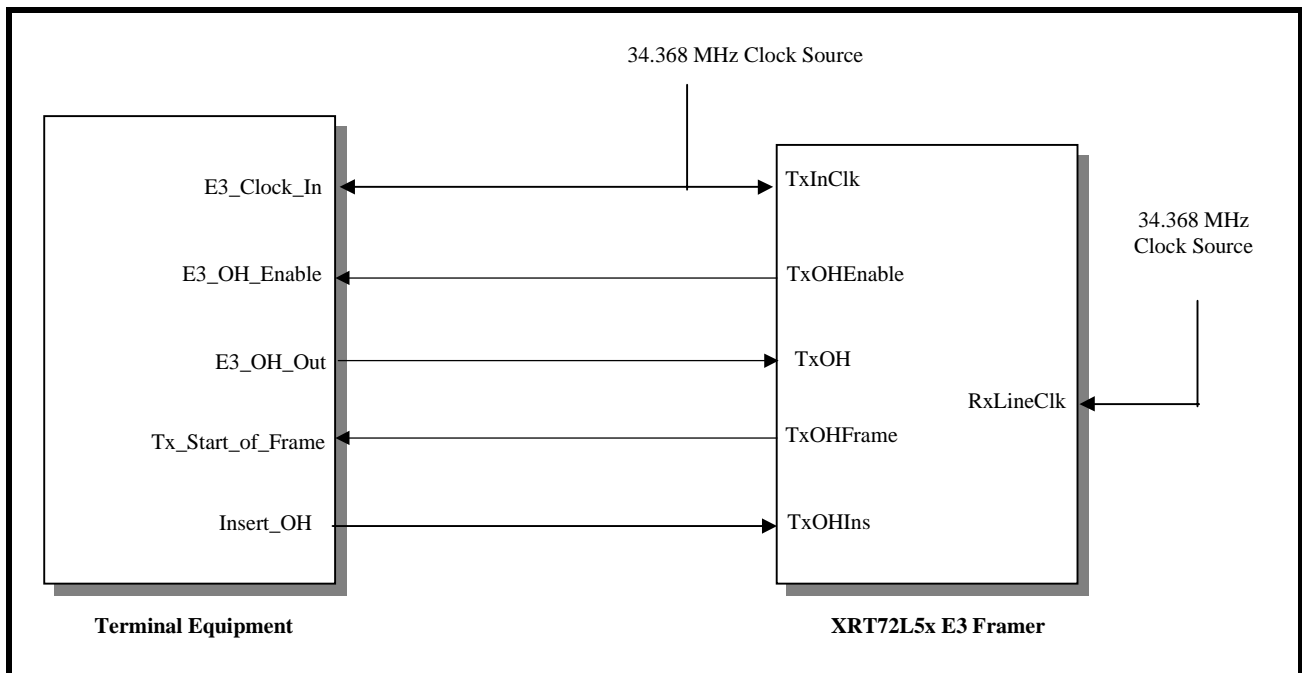 34.368 MHz Clock Source
E3_Clock_In
TxInClk
34.368 MHz
Clock Source
E3_OH_Enable
TxOHEnable
E3_OH_Out
TxOH
RxLineClk
Tx_Start_of_Frame
TxOHFrame
Insert_OH
TxOHIns
Terminal Equipment
XRT72L5x E3 Framer